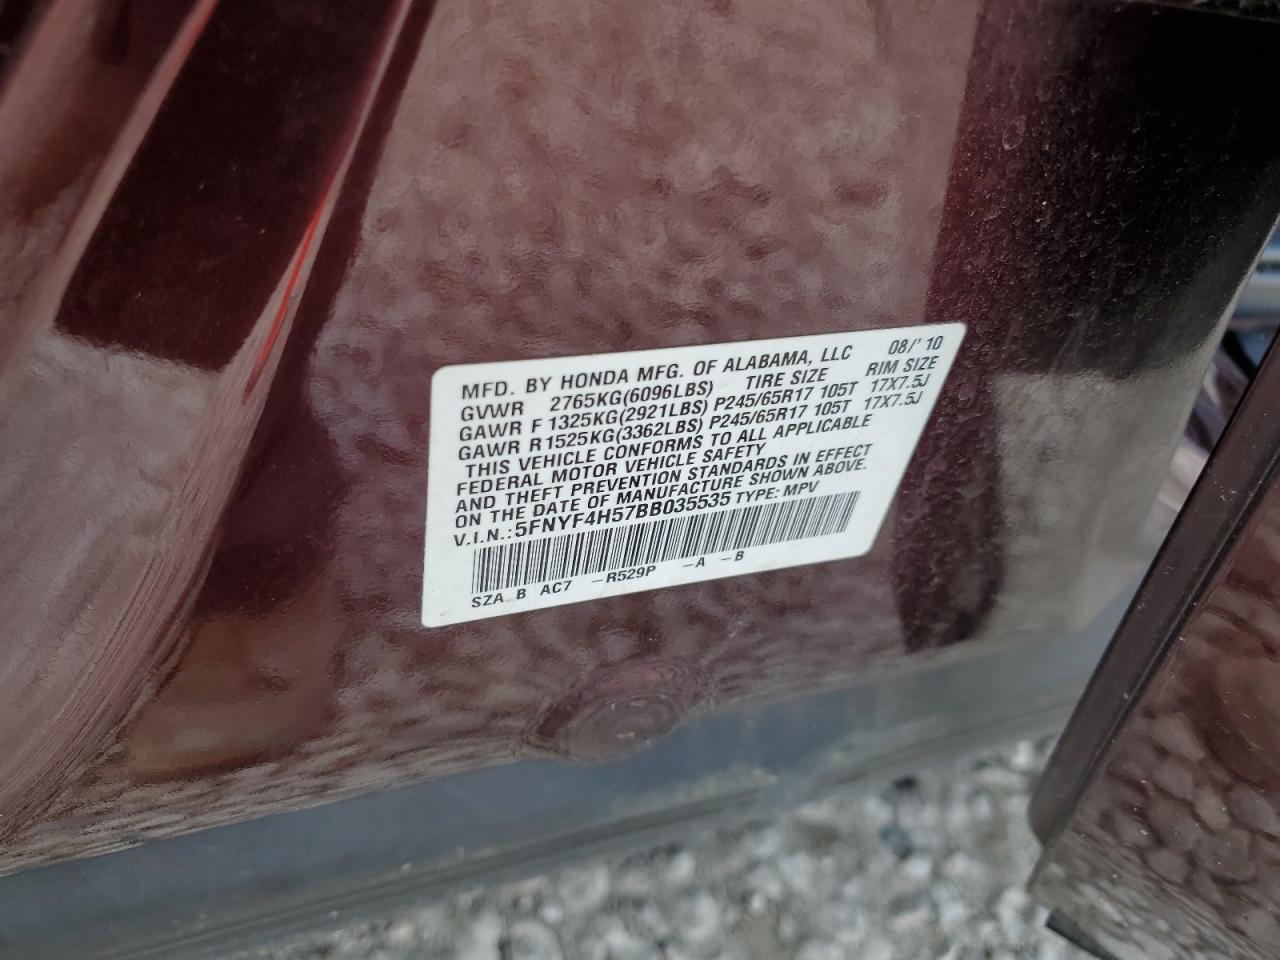 MFD. BY HONDA MFG. OF ALABAMA, LLC 08/'10
GVWR 2765KG(6096LBS) TIRE SIZE RIM SIZE
GAWR F 1325KG(2921LBS) P245/65R17 105T 17X7.5J
GAWR R 1525KG(3362LBS) P245/65R17 105T 17X7.5J
THIS VEHICLE CONFORMS TO ALL APPLICABLE
FEDERAL MOTOR VEHICLE SAFETY
AND THEFT PREVENTION STANDARDS IN EFFECT
ON THE DATE OF MANUFACTURE SHOWN ABOVE.
V.I.N.:5FNYF4H57BB035535 TYPE: MPV
SZA B AC7 -R529P -A -B